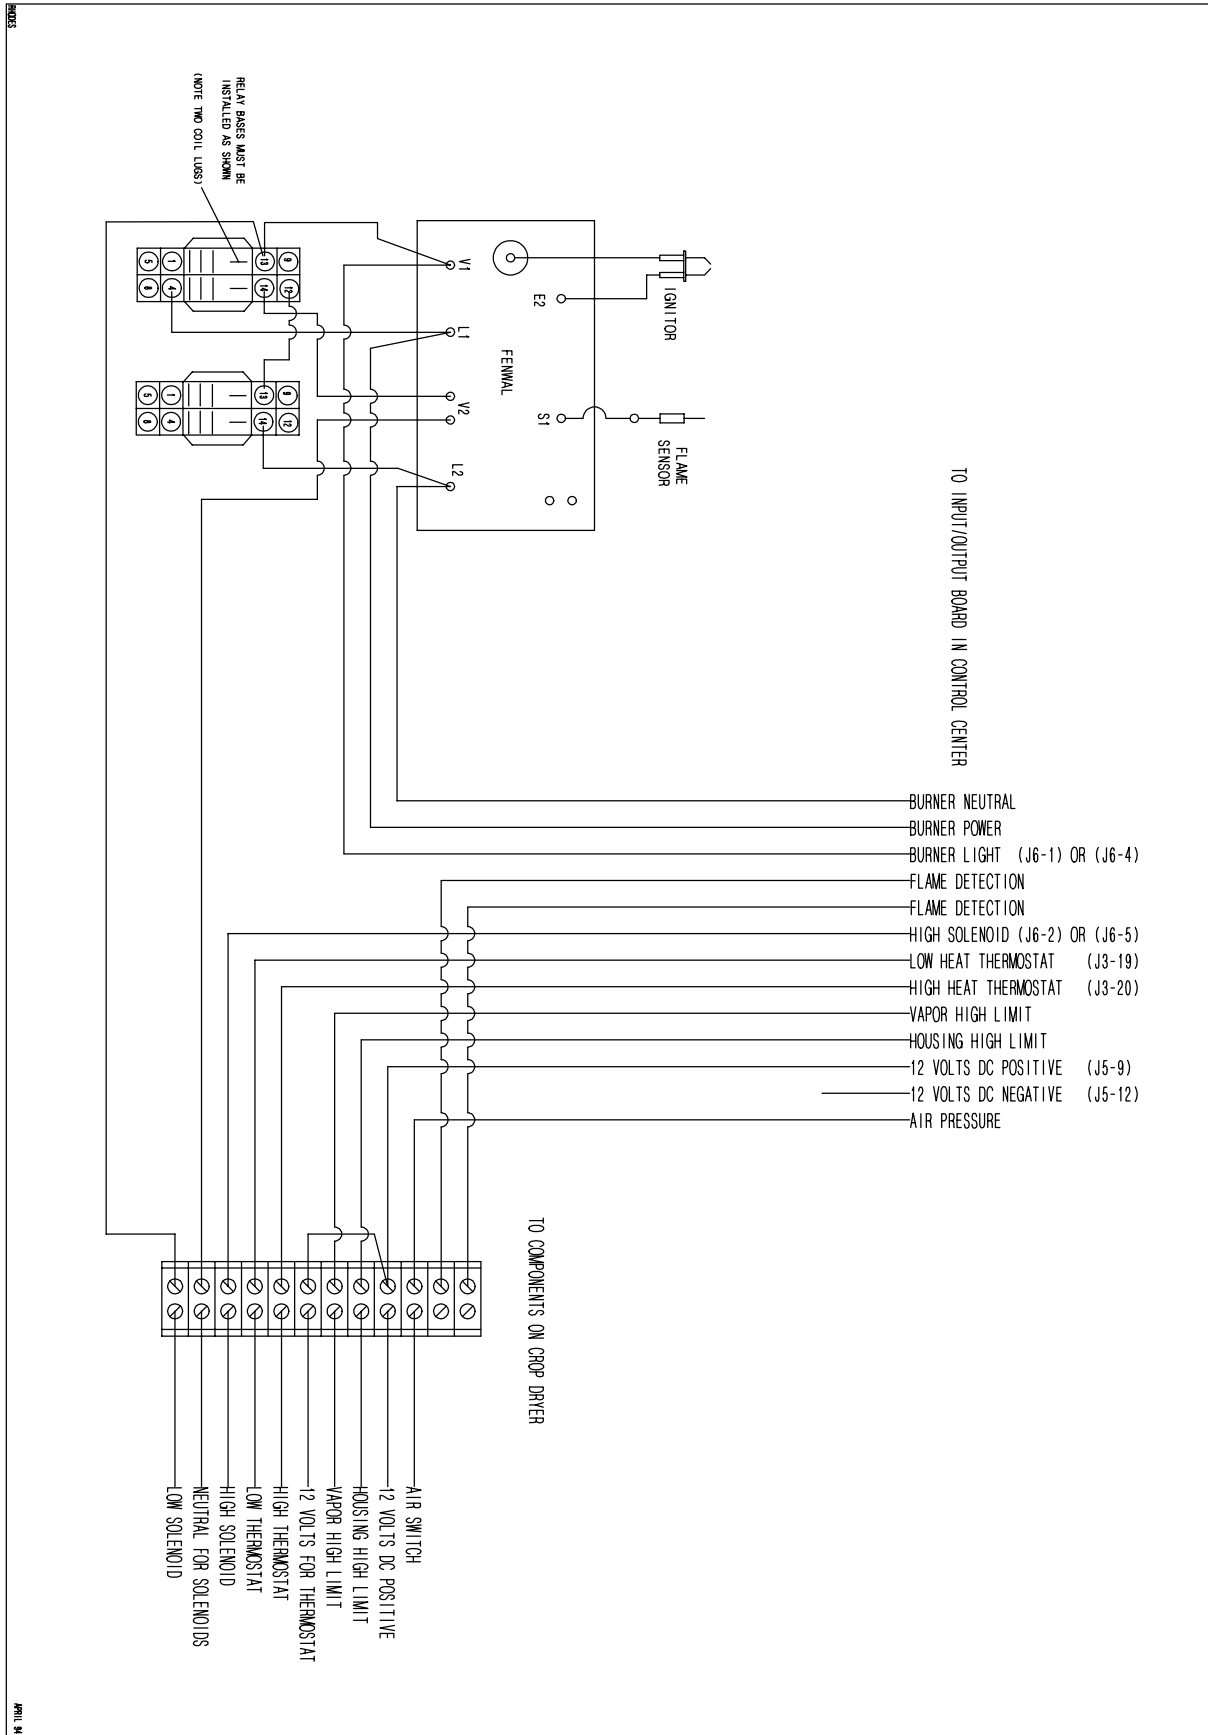 RHODES
RELAY BASES MUST BE
INSTALLED AS SHOWN
(NOTE TWO COIL LUGS)
5
1
13
9
8
4
14
12
5
1
13
9
8
4
14
12
V1
L1
V2
L2
E2
S1
FENWAL
IGNITOR
FLAME
SENSOR
TO INPUT/OUTPUT BOARD IN CONTROL CENTER
BURNER NEUTRAL
BURNER POWER
BURNER LIGHT (J6-1) OR (J6-4)
FLAME DETECTION
FLAME DETECTION
HIGH SOLENOID (J6-2) OR (J6-5)
LOW HEAT THERMOSTAT (J3-19)
HIGH HEAT THERMOSTAT (J3-20)
VAPOR HIGH LIMIT
HOUSING HIGH LIMIT
12 VOLTS DC POSITIVE (J5-9)
12 VOLTS DC NEGATIVE (J5-12)
AIR PRESSURE
TO COMPONENTS ON CROP DRYER
AIR SWITCH
12 VOLTS DC POSITIVE
HOUSING HIGH LIMIT
VAPOR HIGH LIMIT
12 VOLTS FOR THERMOSTAT
HIGH THERMOSTAT
LOW THERMOSTAT
HIGH SOLENOID
NEUTRAL FOR SOLENOIDS
LOW SOLENOID
APRIL 94